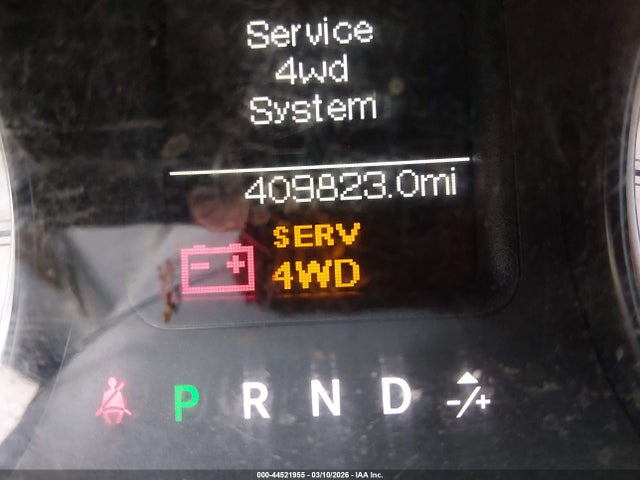 Service
4wd
System
409823.0mi
SERV
4WD
- +
P R N D -/+
000-44521955 - 03/10/2026 - IAA Inc.